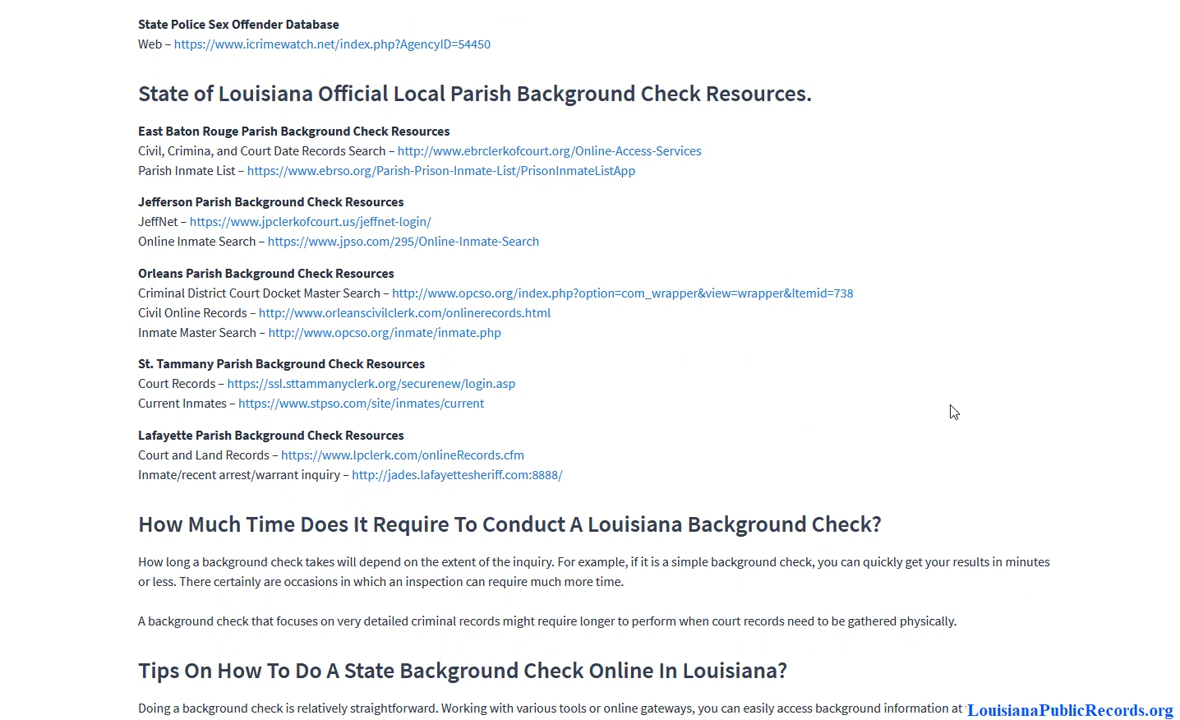 State Police Sex Offender Database
Web – https://www.icrimewatch.net/index.php?AgencyID=54450
State of Louisiana Official Local Parish Background Check Resources.
East Baton Rouge Parish Background Check Resources
Civil, Crimina, and Court Date Records Search – http://www.ebrclerkofcourt.org/Online-Access-Services
Parish Inmate List – https://www.ebrso.org/Parish-Prison-Inmate-List/PrisonInmateListApp
Jefferson Parish Background Check Resources
JeffNet – https://www.jpclerkofcourt.us/jeffnet-login/
Online Inmate Search – https://www.jpso.com/295/Online-Inmate-Search
Orleans Parish Background Check Resources
Criminal District Court Docket Master Search – http://www.opcso.org/index.php?option=com_wrapper&view=wrapper&Itemid=738
Civil Online Records – http://www.orleanscivilclerk.com/onlinerecords.html
Inmate Master Search – http://www.opcso.org/inmate/inmate.php
St. Tammany Parish Background Check Resources
Court Records – https://ssl.sttammanyclerk.org/securenew/login.asp
Current Inmates – https://www.stpso.com/site/inmates/current
Lafayette Parish Background Check Resources
Court and Land Records – https://www.lpclerk.com/onlineRecords.cfm
Inmate/recent arrest/warrant inquiry – http://jades.lafayettesheriff.com:8888/
How Much Time Does It Require To Conduct A Louisiana Background Check?
How long a background check takes will depend on the extent of the inquiry. For example, if it is a simple background check, you can quickly get your results in minutes
or less. There certainly are occasions in which an inspection can require much more time.
A background check that focuses on very detailed criminal records might require longer to perform when court records need to be gathered physically.
Tips On How To Do A State Background Check Online In Louisiana?
Doing a background check is relatively straightforward. Working with various tools or online gateways, you can easily access background information at
LouisianaPublicRecords.org